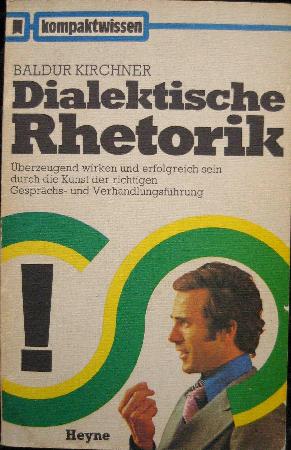 kompaktwissen
BALDUR KIRCHNER
Dialektische
Rhetorik
Überzeugend wirken und erfolgreich sein
durch die Kunst der richtigen
Gesprächs- und Verhandlungsführung
!
Heyne